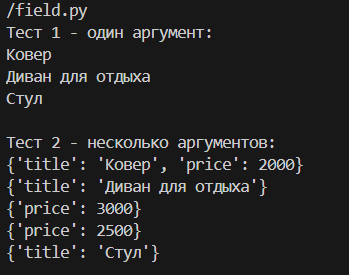 /field.py
Тест 1 - один аргумент:
Ковер
Диван для отдыха
Стул
Тест 2 - несколько аргументов:
{'title': 'Ковер', 'price': 2000}
{'title': 'Диван для отдыха'}
{'price': 3000}
{'price': 2500}
{'title': 'Стул'}